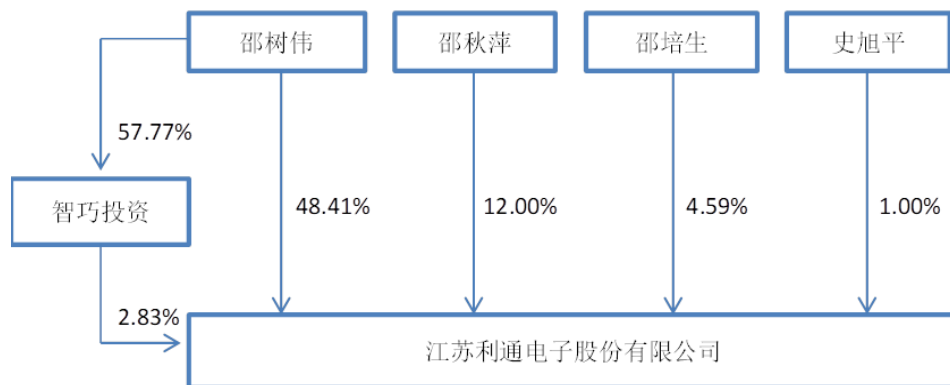 邵树伟
邵秋萍
邵培生
史旭平
57.77%
智巧投资
48.41%
12.00%
4.59%
1.00%
2.83%
江苏利通电子股份有限公司